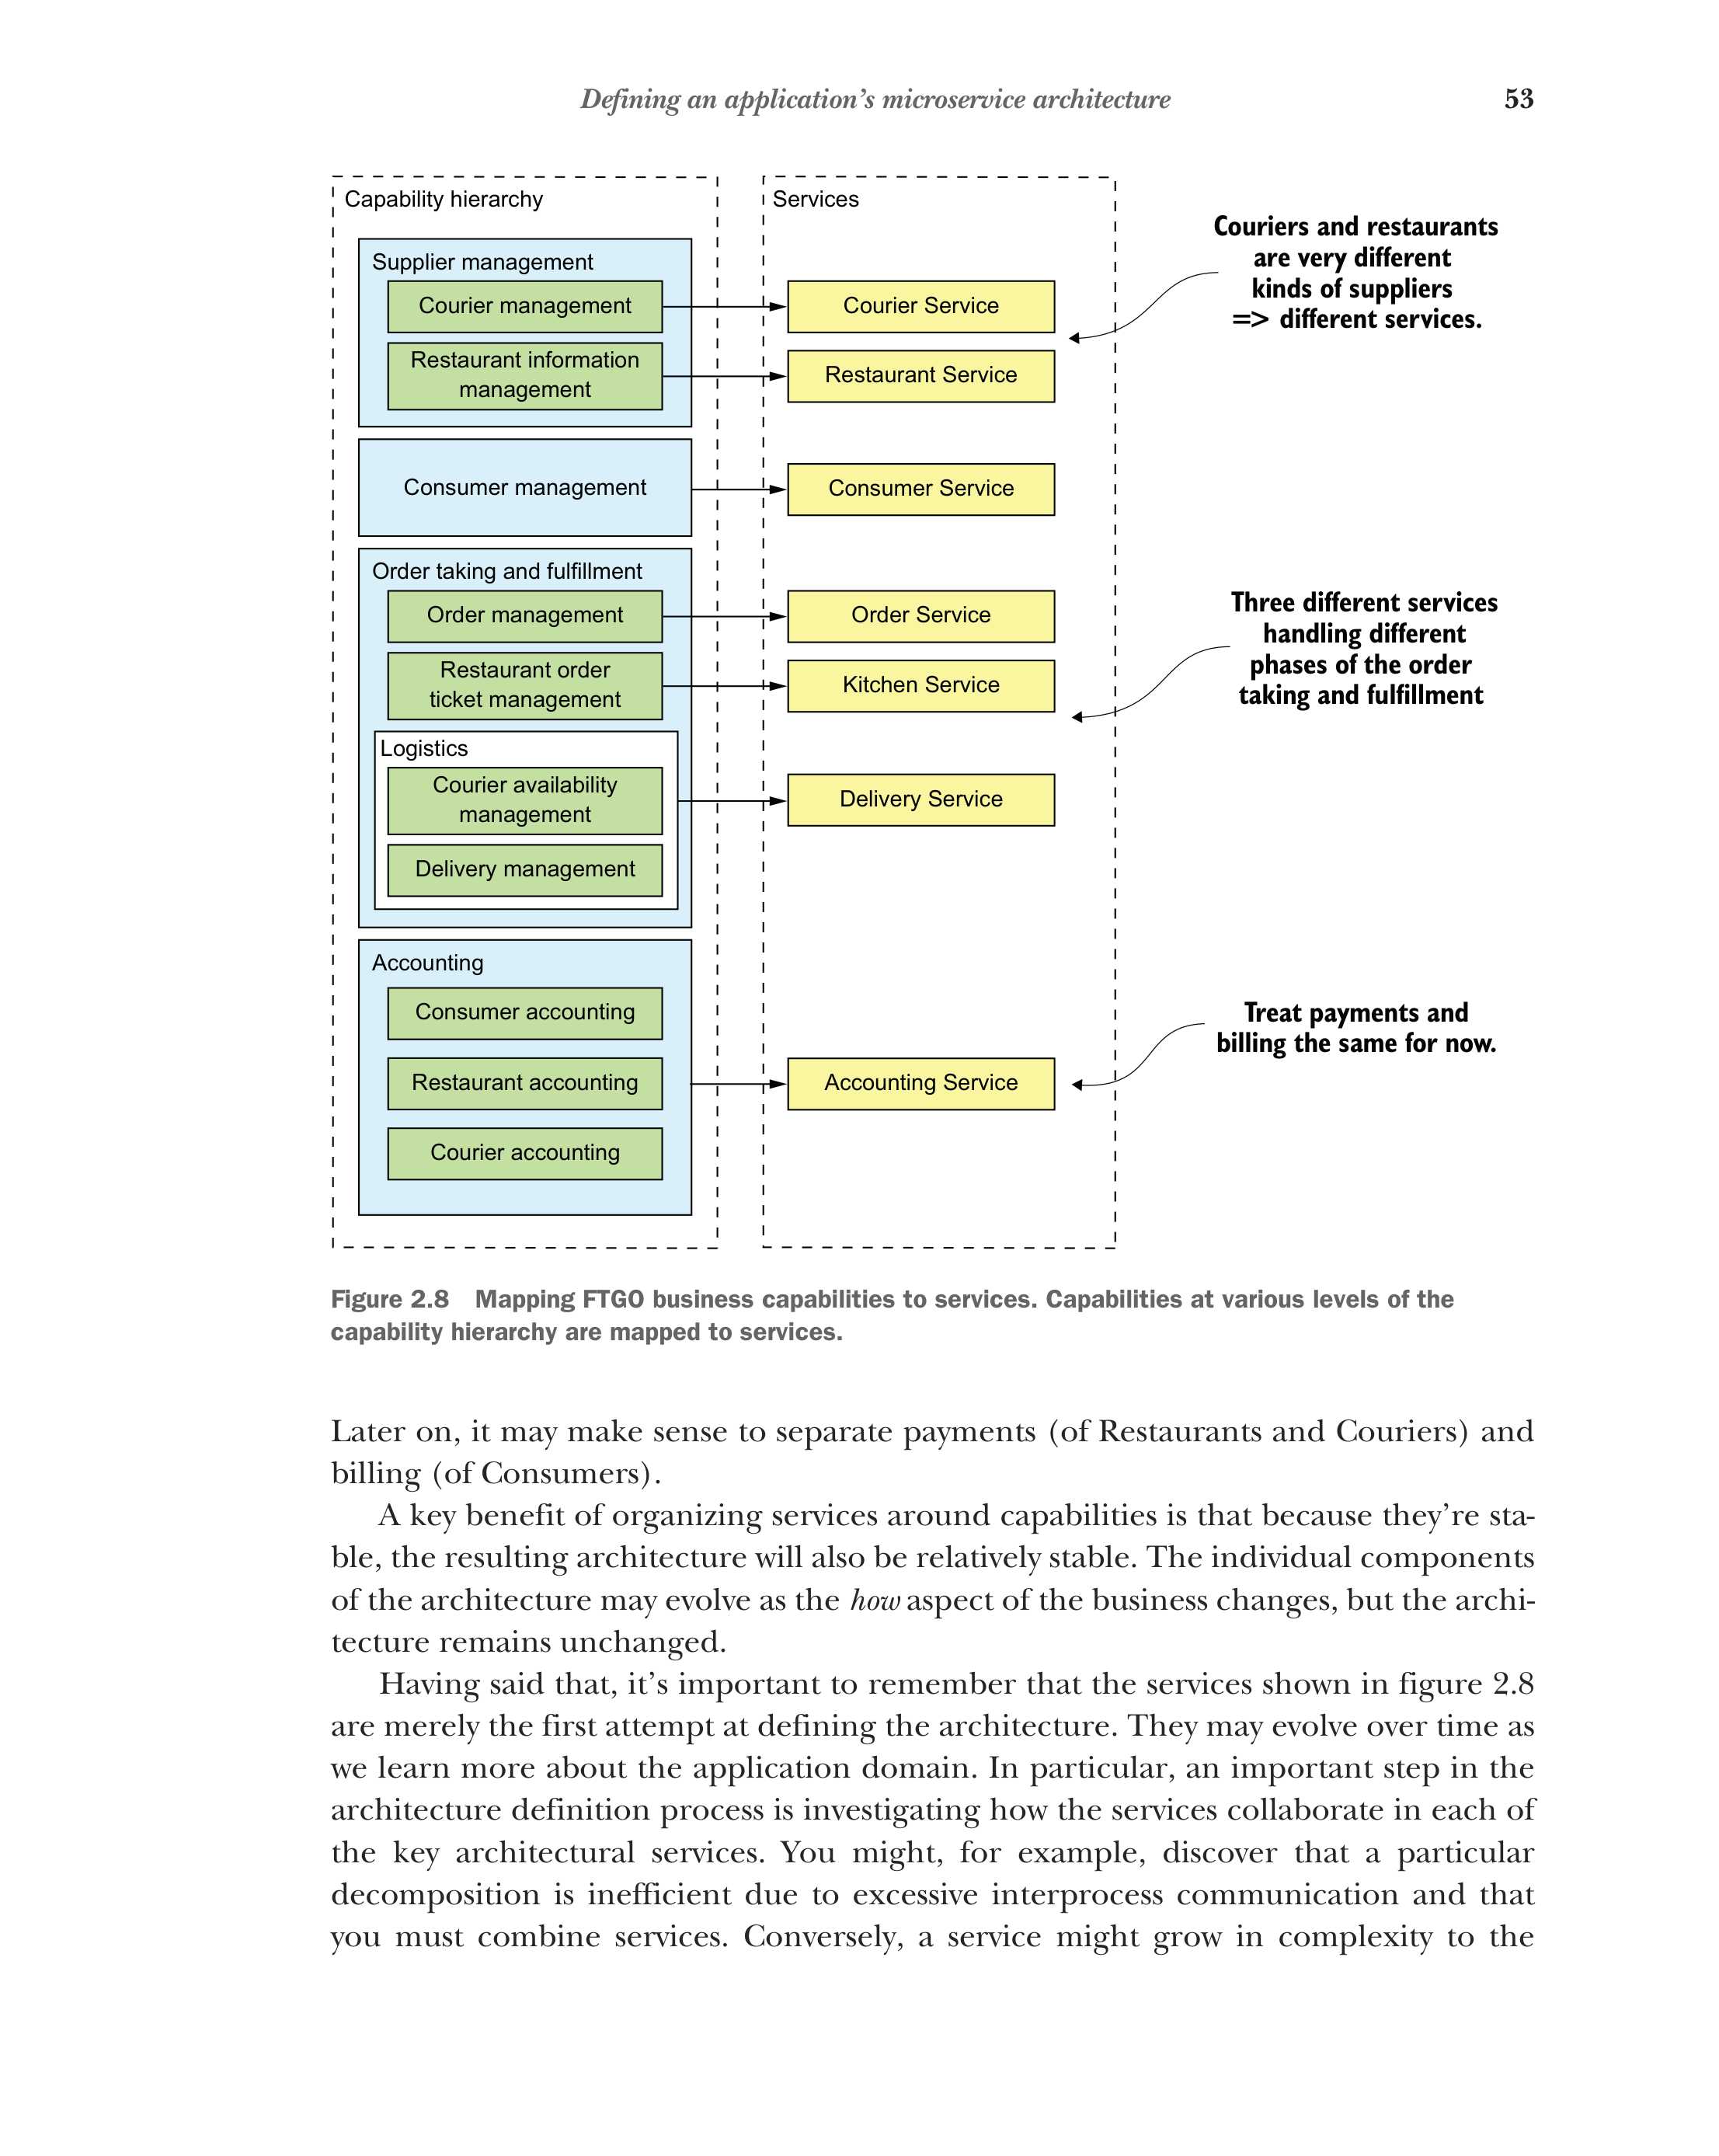 Defining an application's microservice architecture 53
Capability hierarchy
Supplier management
Courier management
Restaurant information
management
Consumer management
Order taking and fulfillment
Order management
Restaurant order
ticket management
Logistics
Courier availability
management
Delivery management
Accounting
Consumer accounting
Restaurant accounting
Courier accounting
Services
Courier Service
Restaurant Service
Consumer Service
Order Service
Kitchen Service
Delivery Service
Accounting Service
Couriers and restaurants
are very different
kinds of suppliers
=> different services.
Three different services
handling different
phases of the order
taking and fulfillment
Treat payments and
billing the same for now.
Figure 2.8 Mapping FTGO business capabilities to services. Capabilities at various levels of the
capability hierarchy are mapped to services.
Later on, it may make sense to separate payments (of Restaurants and Couriers) and
billing (of Consumers).
A key benefit of organizing services around capabilities is that because they're sta-
ble, the resulting architecture will also be relatively stable. The individual components
of the architecture may evolve as the how aspect of the business changes, but the archi-
tecture remains unchanged.
Having said that, it's important to remember that the services shown in figure 2.8
are merely the first attempt at defining the architecture. They may evolve over time as
we learn more about the application domain. In particular, an important step in the
architecture definition process is investigating how the services collaborate in each of
the key architectural services. You might, for example, discover that a particular
decomposition is inefficient due to excessive interprocess communication and that
you must combine services. Conversely, a service might grow in complexity to the